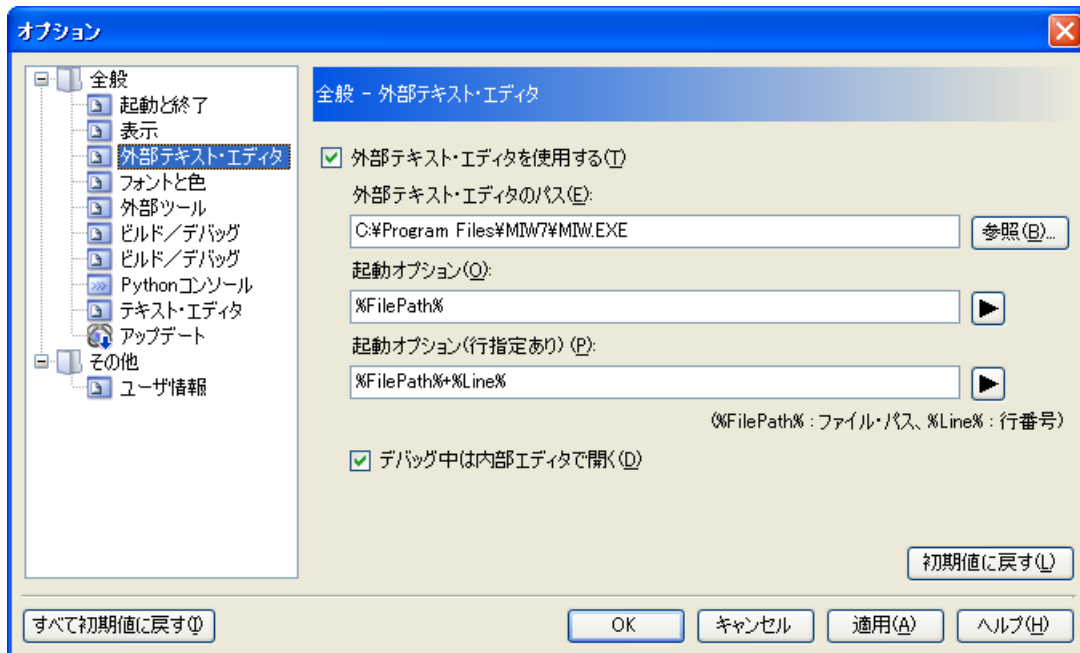 オプション
全般
起動と終了
表示
外部テキスト・エディタ
フォントと色
外部ツール
ビルド／デバッグ
ビルド／デバッグ
Pythonコンソール
テキスト・エディタ
アップデート
その他
ユーザ情報
全般 - 外部テキスト・エディタ
外部テキスト・エディタを使用する(T)
外部テキスト・エディタのパス(E):
C:¥Program Files¥MIW7¥MIW.EXE
参照(B)...
起動オプション(O):
%FilePath%
起動オプション(行指定あり) (P):
%FilePath%+%Line%
(%FilePath% : ファイル・パス、%Line% : 行番号)
デバッグ中は内部エディタで開く(D)
初期値に戻す(L)
すべて初期値に戻す(I)
OK
キャンセル
適用(A)
ヘルプ(H)